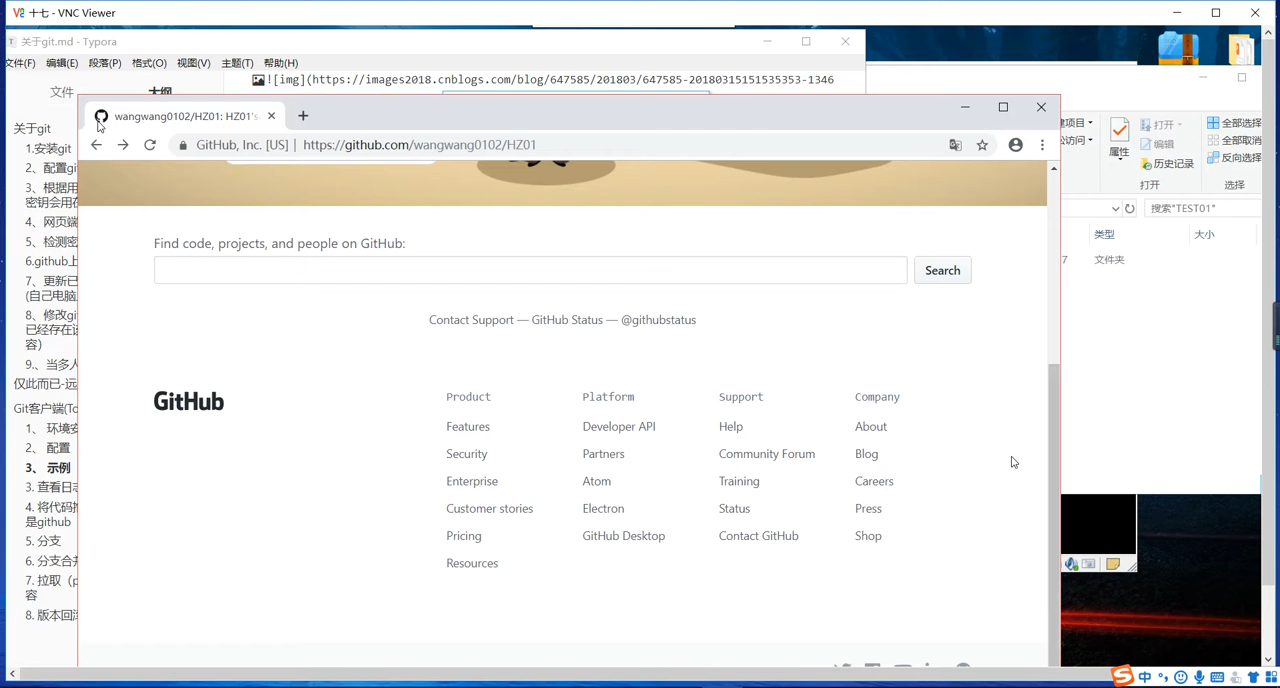 十七 - VNC Viewer
关于git.md - Typora
文件(F) 编辑(E) 段落(P) 格式(O) 视图(V) 主题(T) 帮助(H)
文件 大纲
![img](https://images2018.cnblogs.com/blog/647585/201803/647585-20180315151535353-1346
wangwang0102/HZ01: HZ01's
GitHub, Inc. [US] | https://github.com/wangwang0102/HZ01
关于git
1.安装git
2、配置gi
3、根据用
密钥会用在
4、网页端
5、检测密
6.github上
7、更新已
(自己电脑
8、修改gi
已经存在
容)
9.、当多人
仅此而已-远
Git客户端(To
1、 环境安
2、 配置
3、 示例
3. 查看日志
4. 将代码推
是github
5. 分支
6. 分支合并
7. 拉取（p
容
8. 版本回
Find code, projects, and people on GitHub:
Search
Contact Support — GitHub Status — @githubstatus
GitHub
Product
Features
Security
Enterprise
Customer stories
Pricing
Resources
Platform
Developer API
Partners
Atom
Electron
GitHub Desktop
Support
Help
Community Forum
Training
Status
Contact GitHub
Company
About
Blog
Careers
Press
Shop
建项目
访问
属性
打开
编辑
历史记录
打开
全部选择
全部取消
反向选择
选择
搜索"TEST01"
类型 大小
7 文件夹
中